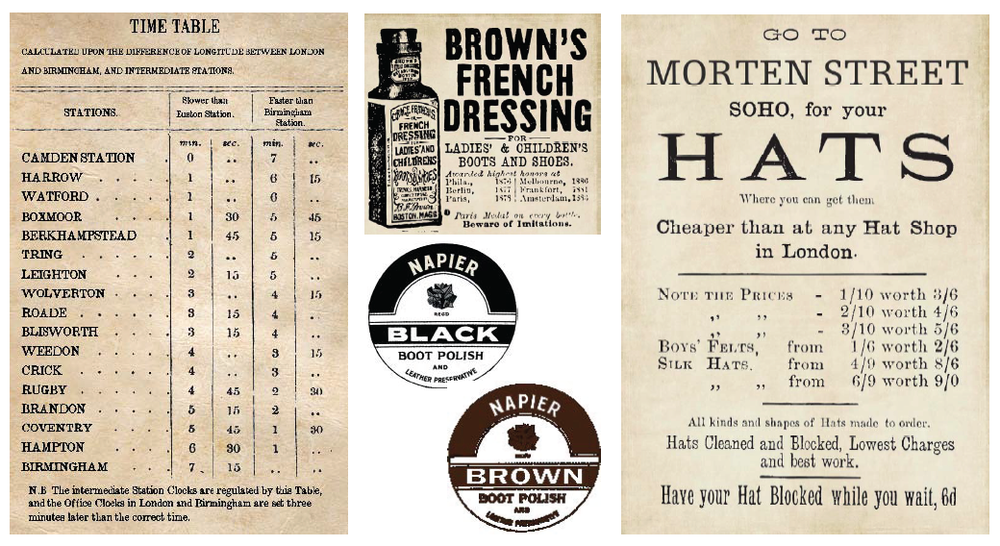 TIME TABLE
CALCULATED UPON THE DIFFERENCE OF LONGITUDE BETWEEN LONDON
AND BIRMINGHAM, AND INTERMEDIATE STATIONS.
STATIONS. Slower than Euston Station. Faster than Birmingham Station.
min. sec. min. sec.
CAMDEN STATION . 0 .. 7 ..
HARROW . . . . 1 .. 6 15
WATFORD . . . . 1 .. 6 ..
BOXMOOR . . . . 1 30 5 45
BERKHAMPSTEAD . 1 45 5 15
TRING . . . . . 2 .. 5 ..
LEIGHTON . . . . 2 15 5 ..
WOLVERTON . . . . 3 .. 4 15
ROADE . . . . . 3 15 4 ..
BLISWORTH . . . . 3 15 4 ..
WEEDON . . . . 4 .. 3 15
CRICK . . . . . 4 .. 3 ..
RUGBY . . . . . 4 45 2 30
BRANDON . . . . 5 15 2 ..
COVENTRY . . . . 5 45 1 30
HAMPTON . . . . 6 30 1 ..
BIRMINGHAM . . . 7 15 .. ..
N.B The intermediate Station Clocks are regulated by this Table,
and the Office Clocks in London and Birmingham are set three
minutes later than the correct time.
BROWN'S
FRENCH
DRESSING
FOR
LADIES' & CHILDREN'S
BOOTS AND SHOES.
Awarded highest honors at
Phila., 1876 Melbourne, 1880
Berlin, 1877 Frankfort, 1881
Paris, 1878 Amsterdam, 1883
Paris Medal on every bottle.
Beware of Imitations.
FRENCH
DRESSING
LADIES' AND
CHILDREN'S
BOOTS & SHOES
BOSTON, MASS
NAPIER
REGD
BLACK
BOOT POLISH
AND
LEATHER PRESERVATIVE
NAPIER
BROWN
BOOT POLISH
AND
LEATHER PRESERVATIVE
GO TO
MORTEN STREET
SOHO, for your
HATS
Where you can get them
Cheaper than at any Hat Shop
in London.
NOTE THE PRICES - 1/10 worth 3/6
,, ,, - 2/10 worth 4/6
,, ,, - 3/10 worth 5/6
BOYS' FELTS, from 1/6 worth 2/6
SILK HATS. from 4/9 worth 8/6
,, ,, from 6/9 worth 9/0
All kinds and shapes of Hats made to order.
Hats Cleaned and Blocked, Lowest Charges
and best work.
Have your Hat Blocked while you wait, 6d